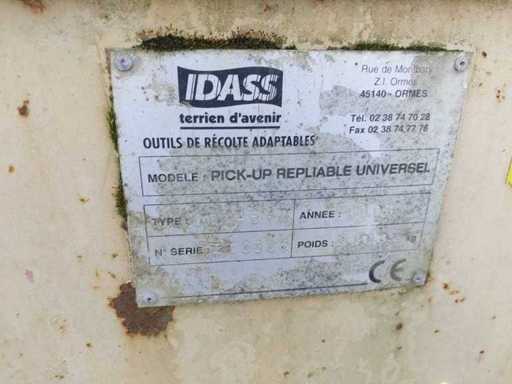 IDASS
terrien d'avenir
OUTILS DE RÉCOLTE ADAPTABLES
Rue de
Z.I. Ormes
45140 - ORMES
Tél. 02 38 74 70 28
Fax 02 38 74 77 76
MODELE : PICK-UP REPLIABLE UNIVERSEL
TYPE : ANNEE :
N° SERIE : POIDS :
CE